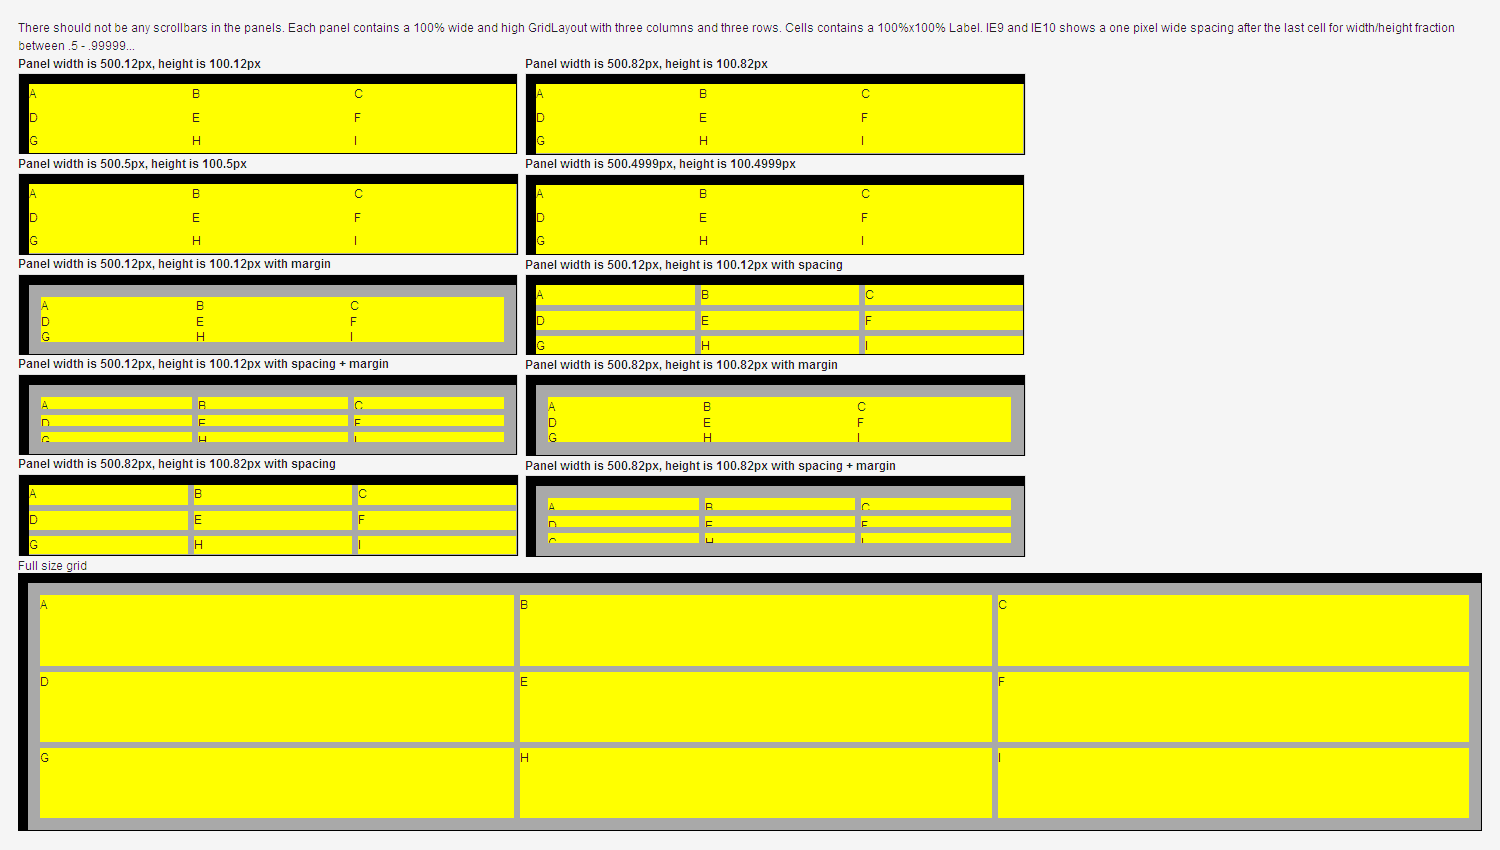 There should not be any scrollbars in the panels. Each panel contains a 100% wide and high GridLayout with three columns and three rows. Cells contains a 100%x100% Label. IE9 and IE10 shows a one pixel wide spacing after the last cell for width/height fraction
between .5 - .99999...
Panel width is 500.12px, height is 100.12px
A B C
D E F
G H I
Panel width is 500.82px, height is 100.82px
A B C
D E F
G H I
Panel width is 500.5px, height is 100.5px
A B C
D E F
G H I
Panel width is 500.4999px, height is 100.4999px
A B C
D E F
G H I
Panel width is 500.12px, height is 100.12px with margin
A B C
D E F
G H I
Panel width is 500.12px, height is 100.12px with spacing
A B C
D E F
G H I
Panel width is 500.12px, height is 100.12px with spacing + margin
A B C
D E F
G H I
Panel width is 500.82px, height is 100.82px with margin
A B C
D E F
G H I
Panel width is 500.82px, height is 100.82px with spacing
A B C
D E F
G H I
Panel width is 500.82px, height is 100.82px with spacing + margin
A B C
D E F
G H I
Full size grid
A B C
D E F
G H I